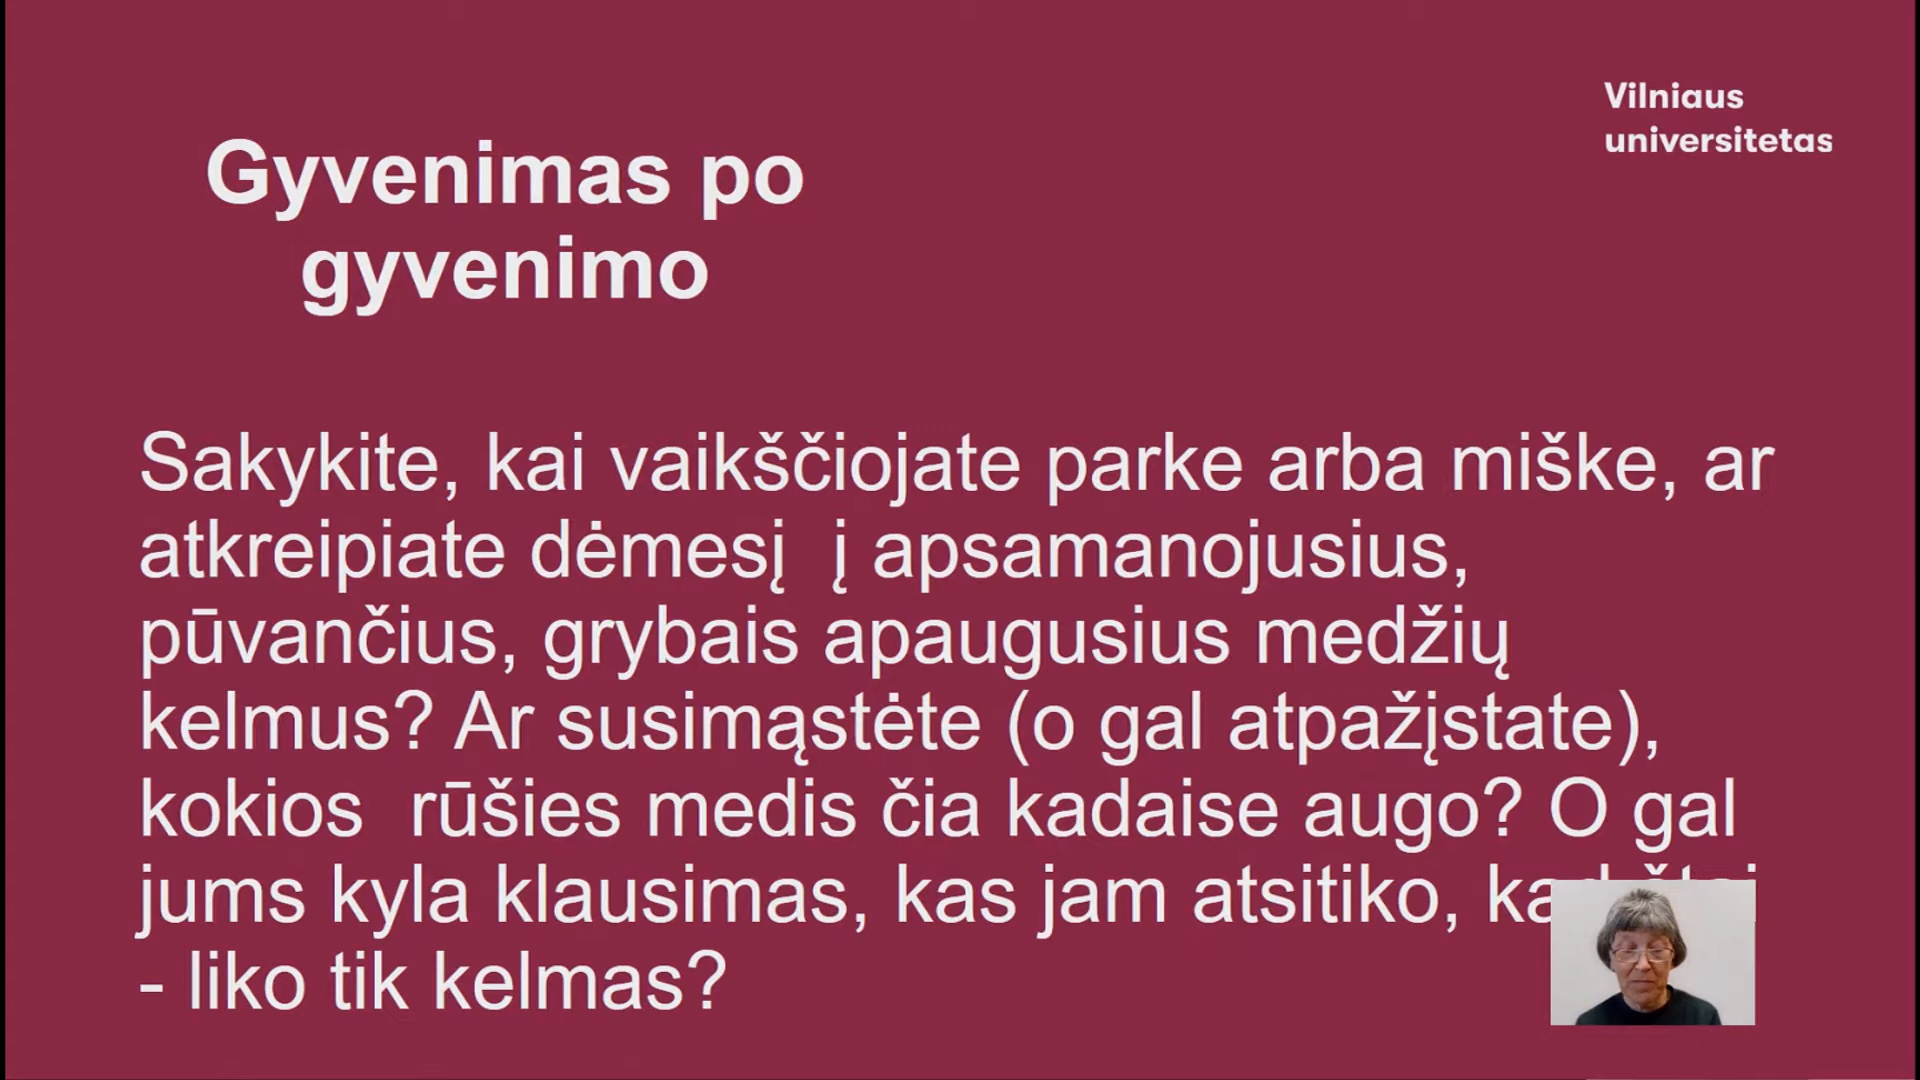 Vilniaus
universitetas
Gyvenimas po
gyvenimo
Sakykite, kai vaikščiojate parke arba miške, ar
atkreipiate dėmesį į apsamanojusius,
pūvančius, grybais apaugusius medžių
kelmus? Ar susimąstėte (o gal atpažįstate),
kokios rūšies medis čia kadaise augo? O gal
jums kyla klausimas, kas jam atsitiko,
- liko tik kelmas?